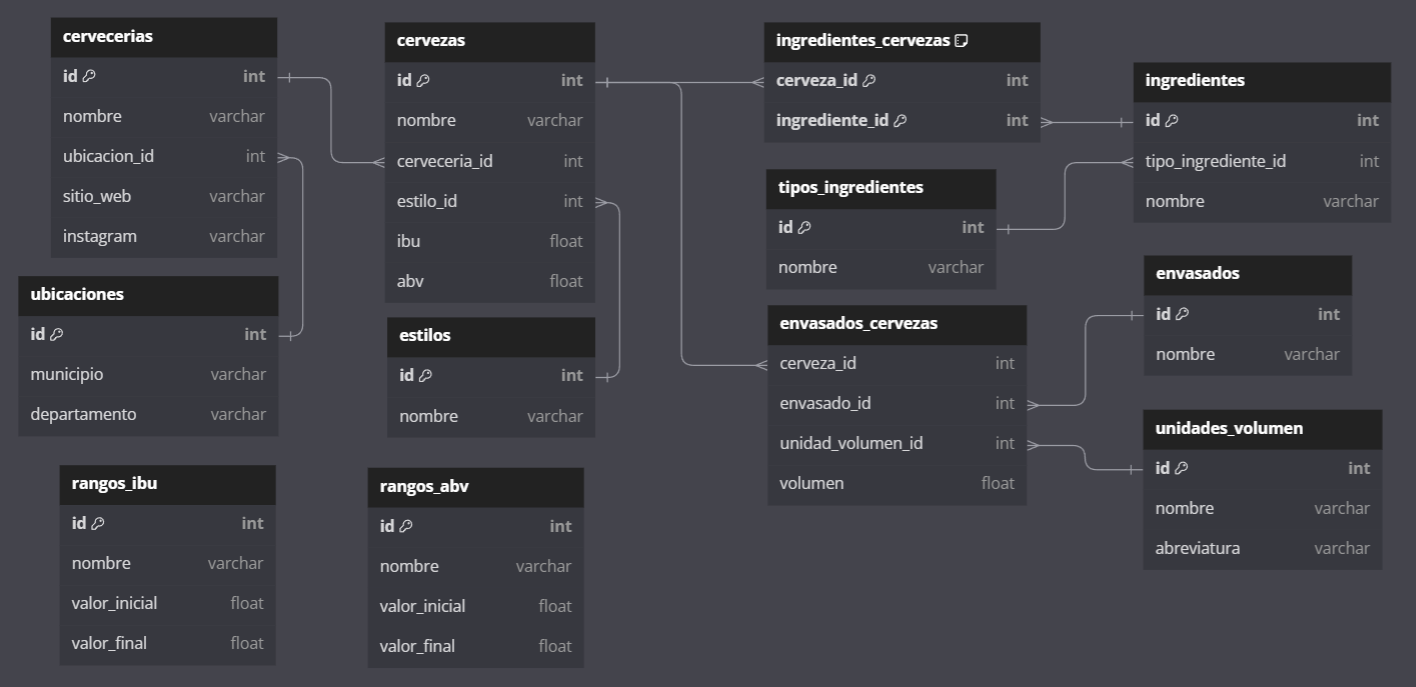 cervecerias
id int
nombre varchar
ubicacion_id int
sitio_web varchar
instagram varchar
ubicaciones
id int
municipio varchar
departamento varchar
rangos_ibu
id int
nombre varchar
valor_inicial float
valor_final float
cervezas
id int
nombre varchar
cerveceria_id int
estilo_id int
ibu float
abv float
estilos
id int
nombre varchar
rangos_abv
id int
nombre varchar
valor_inicial float
valor_final float
ingredientes_cervezas
cerveza_id int
ingrediente_id int
tipos_ingredientes
id int
nombre varchar
envasados_cervezas
cerveza_id int
envasado_id int
unidad_volumen_id int
volumen float
ingredientes
id int
tipo_ingrediente_id int
nombre varchar
envasados
id int
nombre varchar
unidades_volumen
id int
nombre varchar
abreviatura varchar